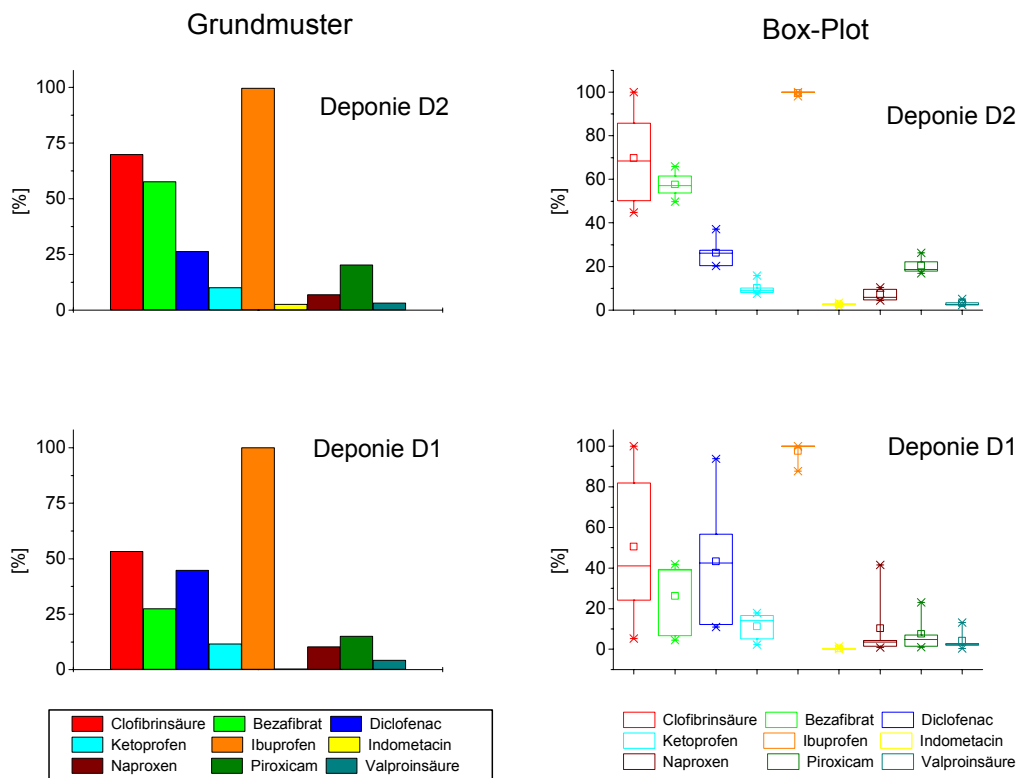 Grundmuster
Box-Plot
100
75
50
25
0
[%]
Deponie D2
100
80
60
40
20
0
[%]
Deponie D2
100
75
50
25
0
[%]
Deponie D1
100
80
60
40
20
0
[%]
Deponie D1
Clofibrinsäure Bezafibrat Diclofenac
Ketoprofen Ibuprofen Indometacin
Naproxen Piroxicam Valproinsäure
Clofibrinsäure Bezafibrat Diclofenac
Ketoprofen Ibuprofen Indometacin
Naproxen Piroxicam Valproinsäure